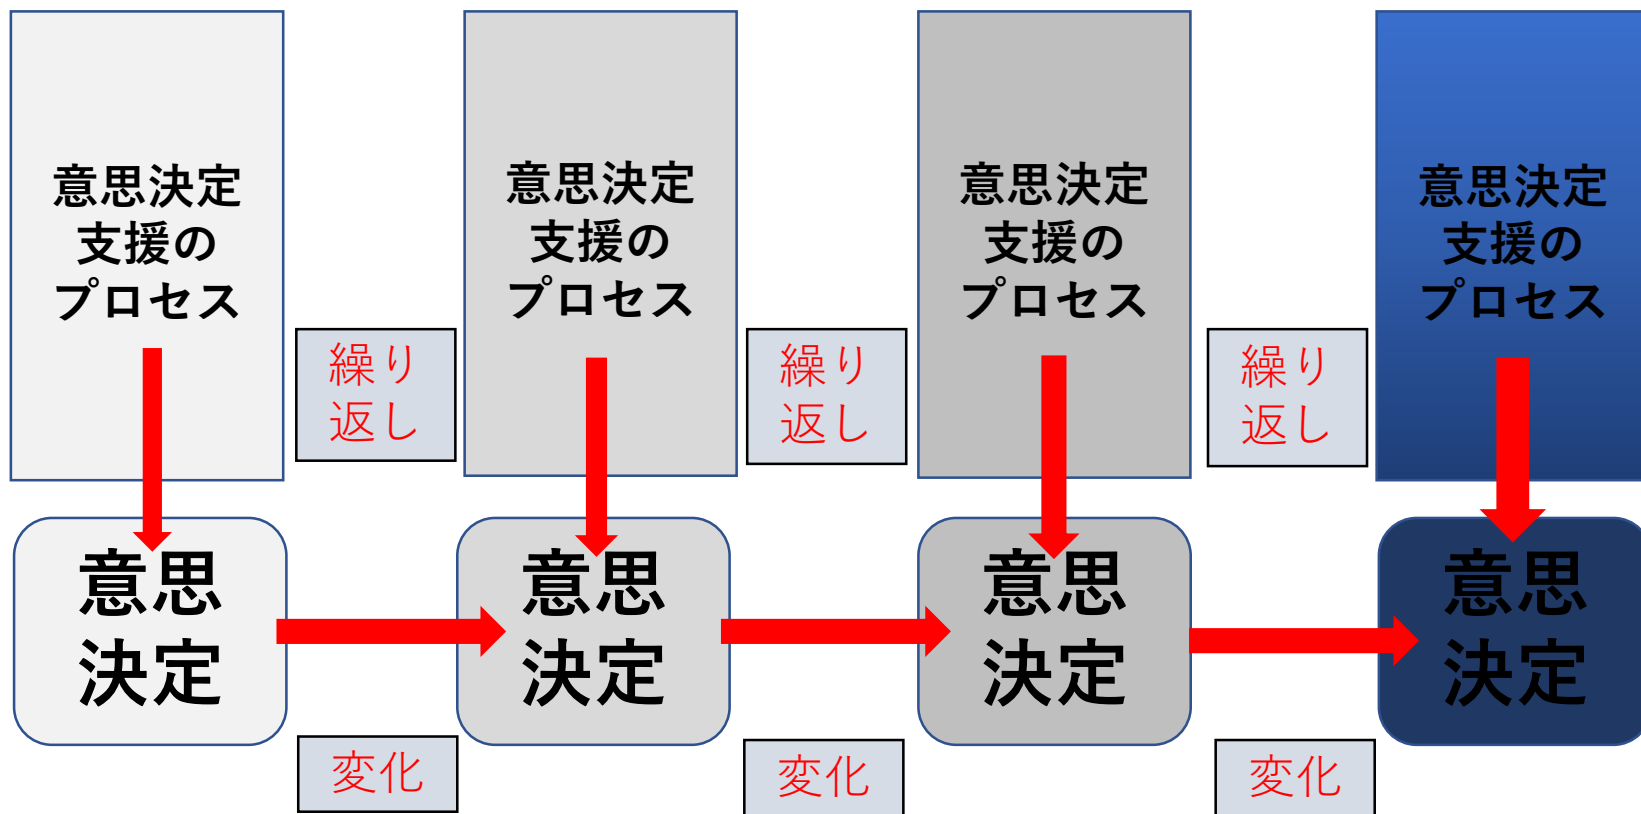 意思決定
支援の
プロセス
意思決定
支援の
プロセス
意思決定
支援の
プロセス
意思決定
支援の
プロセス
繰り
返し
繰り
返し
繰り
返し
意思
決定
意思
決定
意思
決定
意思
決定
変化
変化
変化